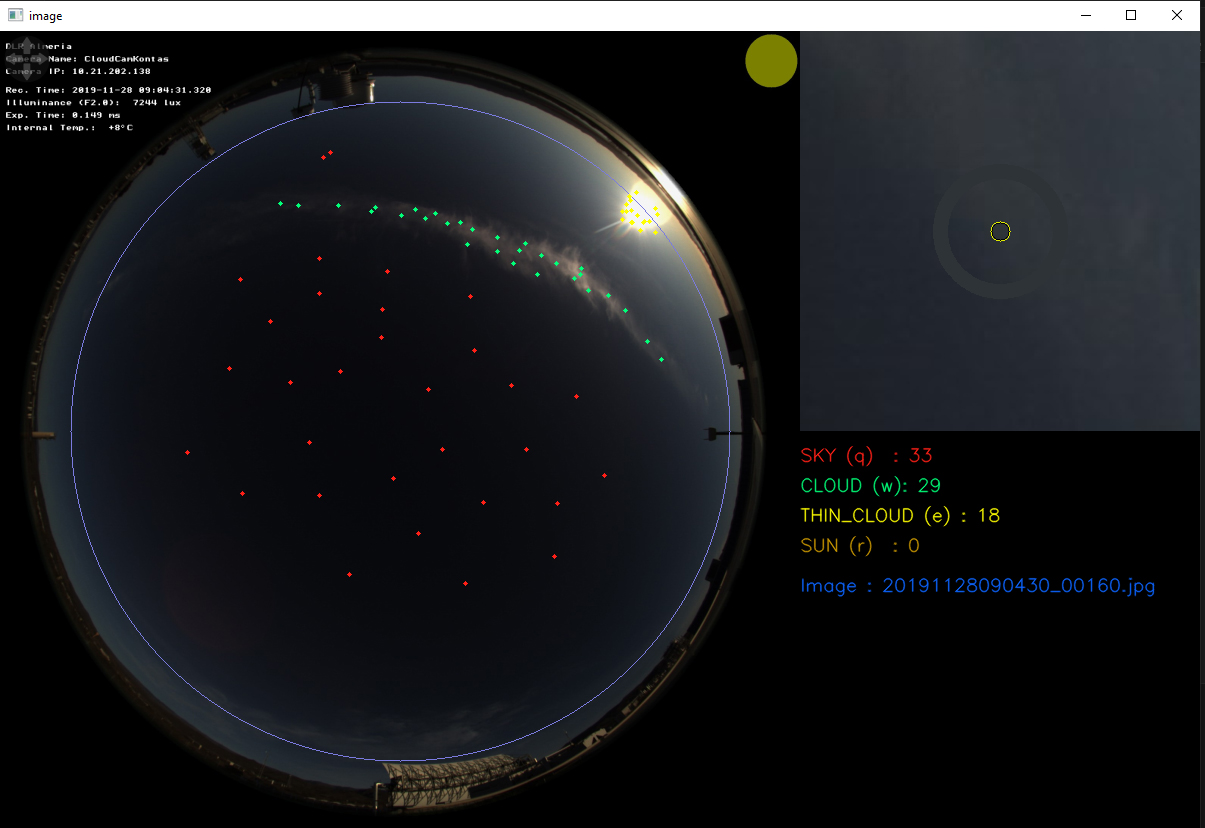 image
DLR Almeria
Camera Name: CloudCamKontas
Camera IP: 10.21.202.138
Rec. Time: 2019-11-28 09:04:31.320
Illuminance (F2.0):  7244 lux
Exp. Time: 0.149 ms
Internal Temp.:  +8°C
SKY (q)  : 33
CLOUD (w): 29
THIN_CLOUD (e) : 18
SUN (r)  : 0
Image : 20191128090430_00160.jpg